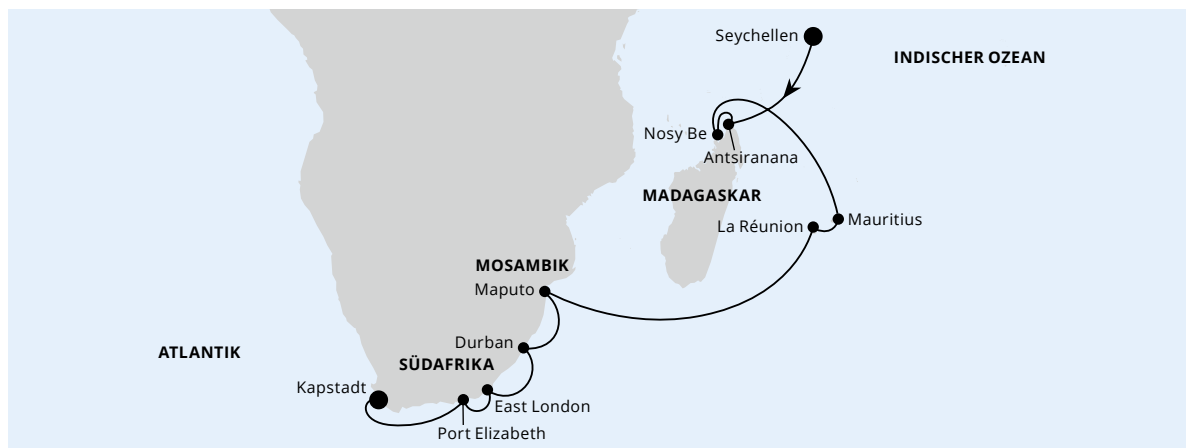 Seychellen
INDISCHER OZEAN
Nosy Be
Antsiranana
MADAGASKAR
La Réunion
Mauritius
MOSAMBIK
Maputo
Durban
ATLANTIK
SÜDAFRIKA
Kapstadt
East London
Port Elizabeth